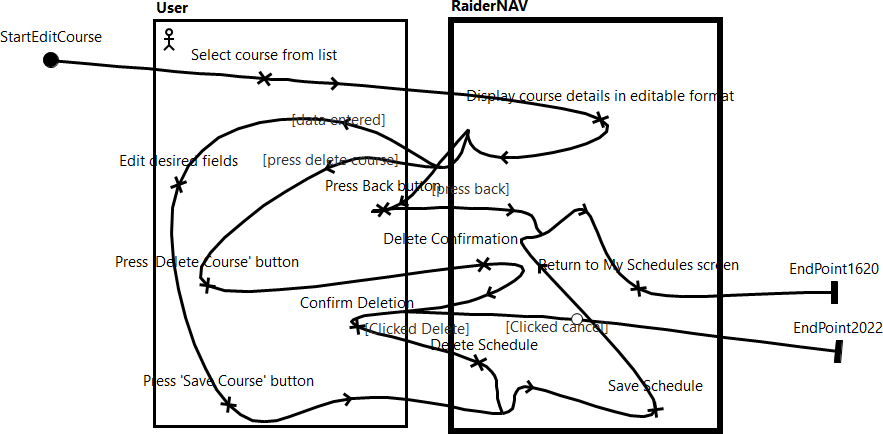 User
RaiderNAV
StartEditCourse
Select course from list
Display course details in editable format
[data entered]
Edit desired fields
[press delete course]
Press Back button
[press back]
Delete Confirmation
Press 'Delete Course' button
Return to My Schedules screen
EndPoint1620
Confirm Deletion
[Clicked Delete]
[Clicked cancel]
EndPoint2022
Delete Schedule
Press 'Save Course' button
Save Schedule